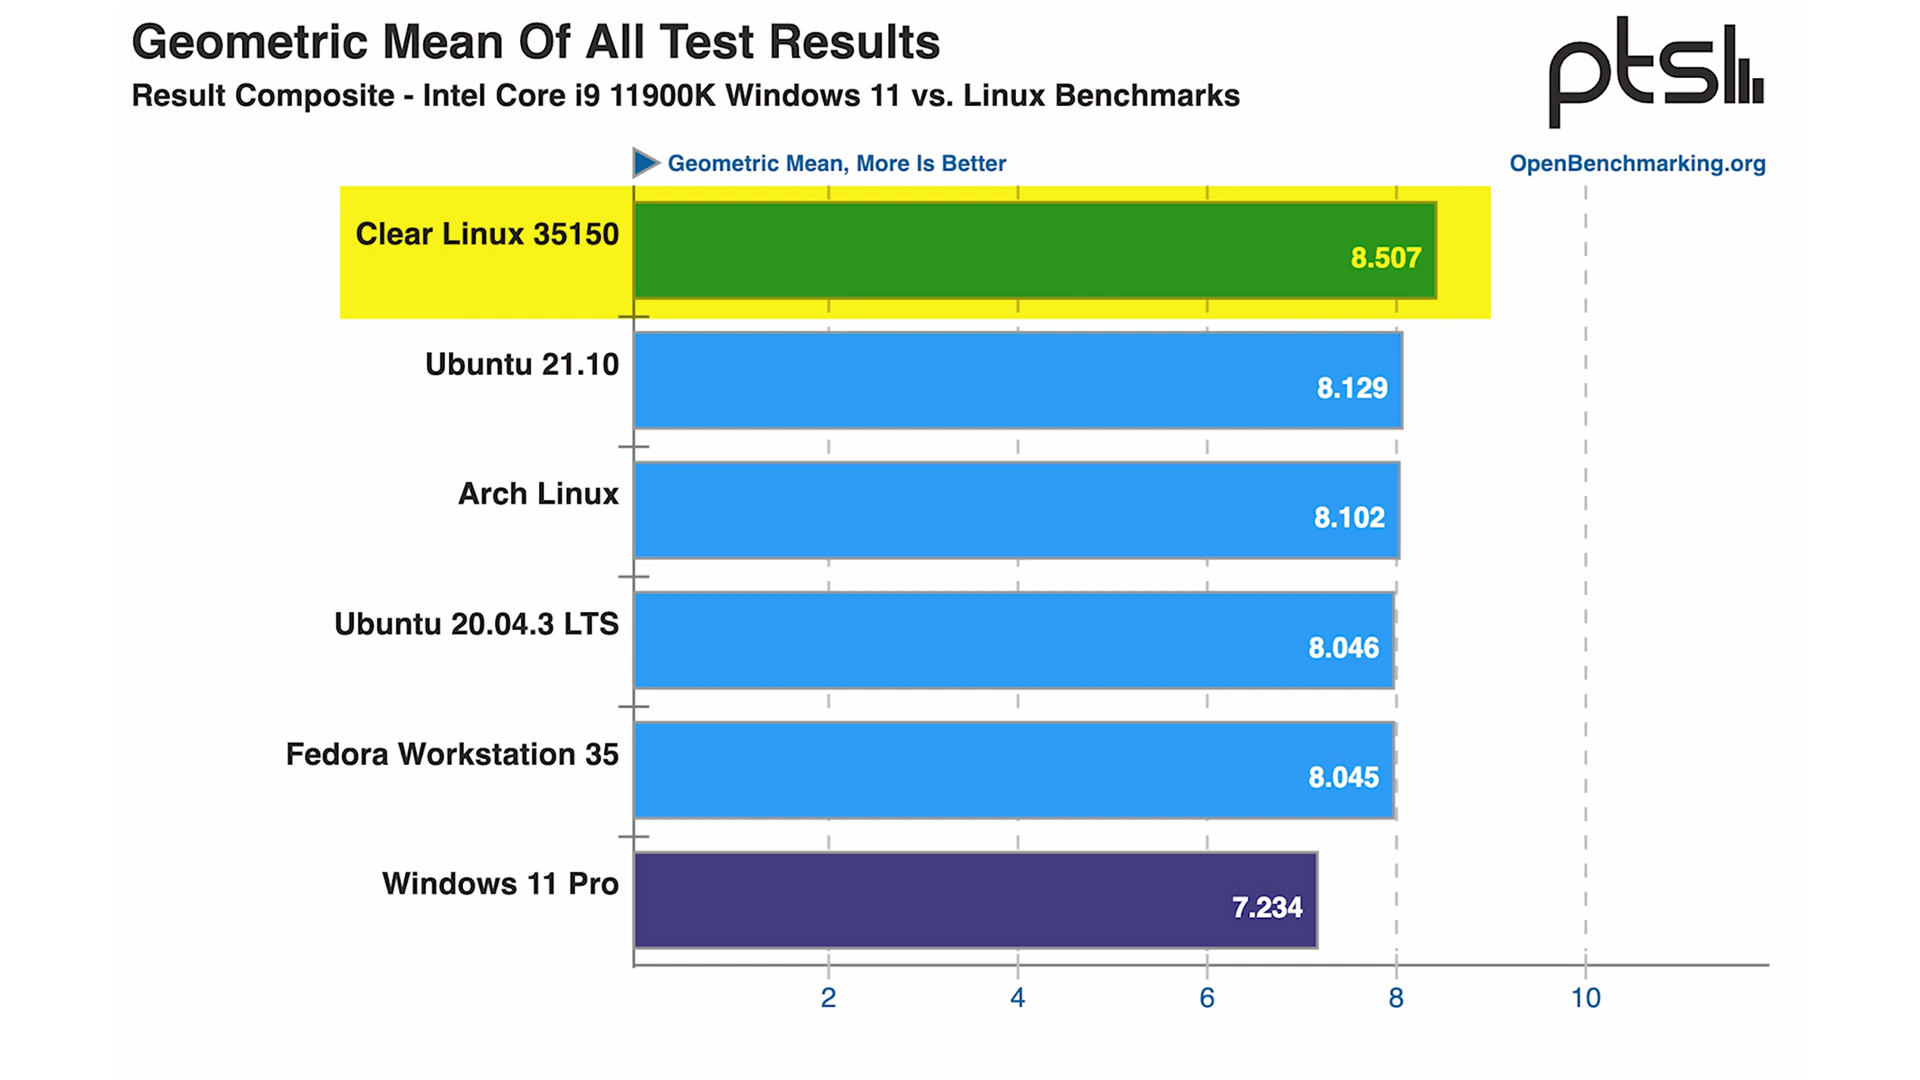 Geometric Mean Of All Test Results
Result Composite - Intel Core i9 11900K Windows 11 vs. Linux Benchmarks
ptsl
Geometric Mean, More Is Better
OpenBenchmarking.org
Clear Linux 35150
8.507
Ubuntu 21.10
8.129
Arch Linux
8.102
Ubuntu 20.04.3 LTS
8.046
Fedora Workstation 35
8.045
Windows 11 Pro
7.234
2 4 6 8 10